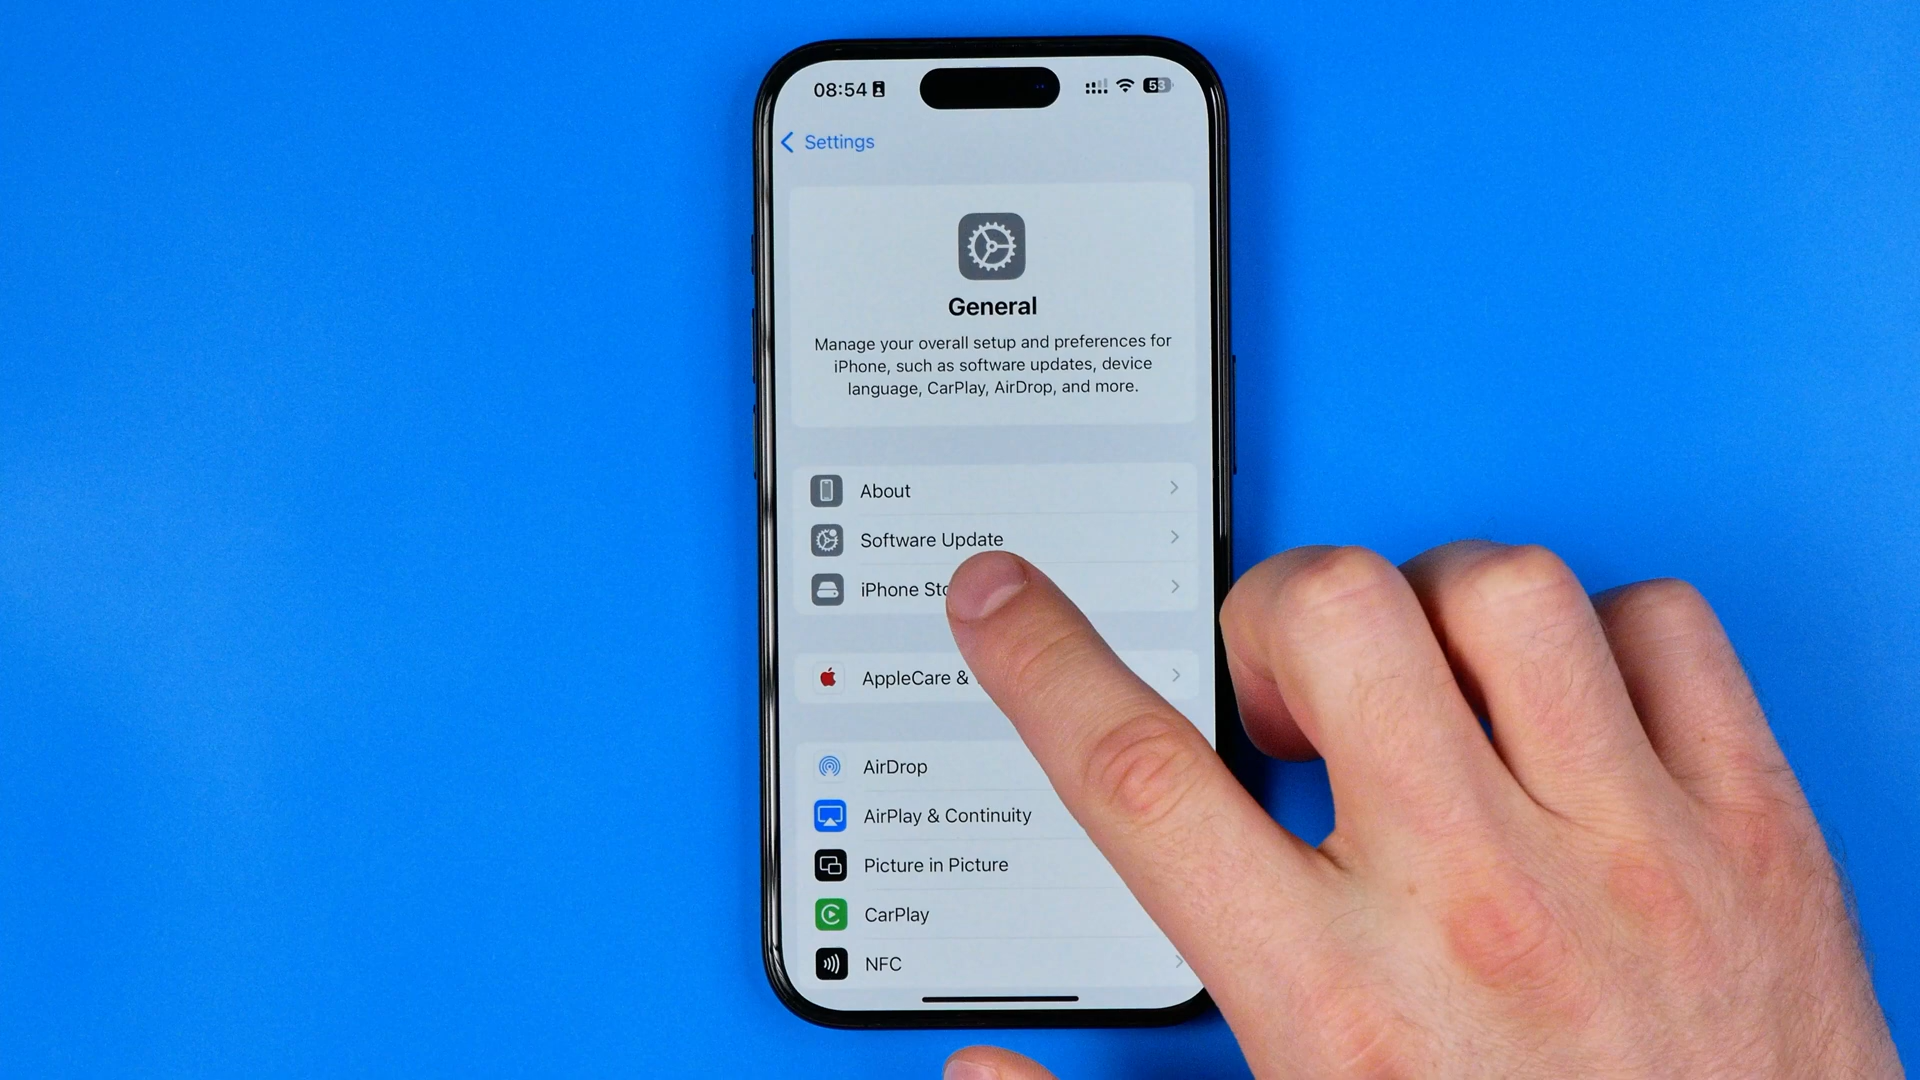 08:54 53
Settings
General
Manage your overall setup and preferences for
iPhone, such as software updates, device
language, CarPlay, AirDrop, and more.
About
Software Update
iPhone
AppleCare &
AirDrop
AirPlay & Continuity
Picture in Picture
CarPlay
NFC